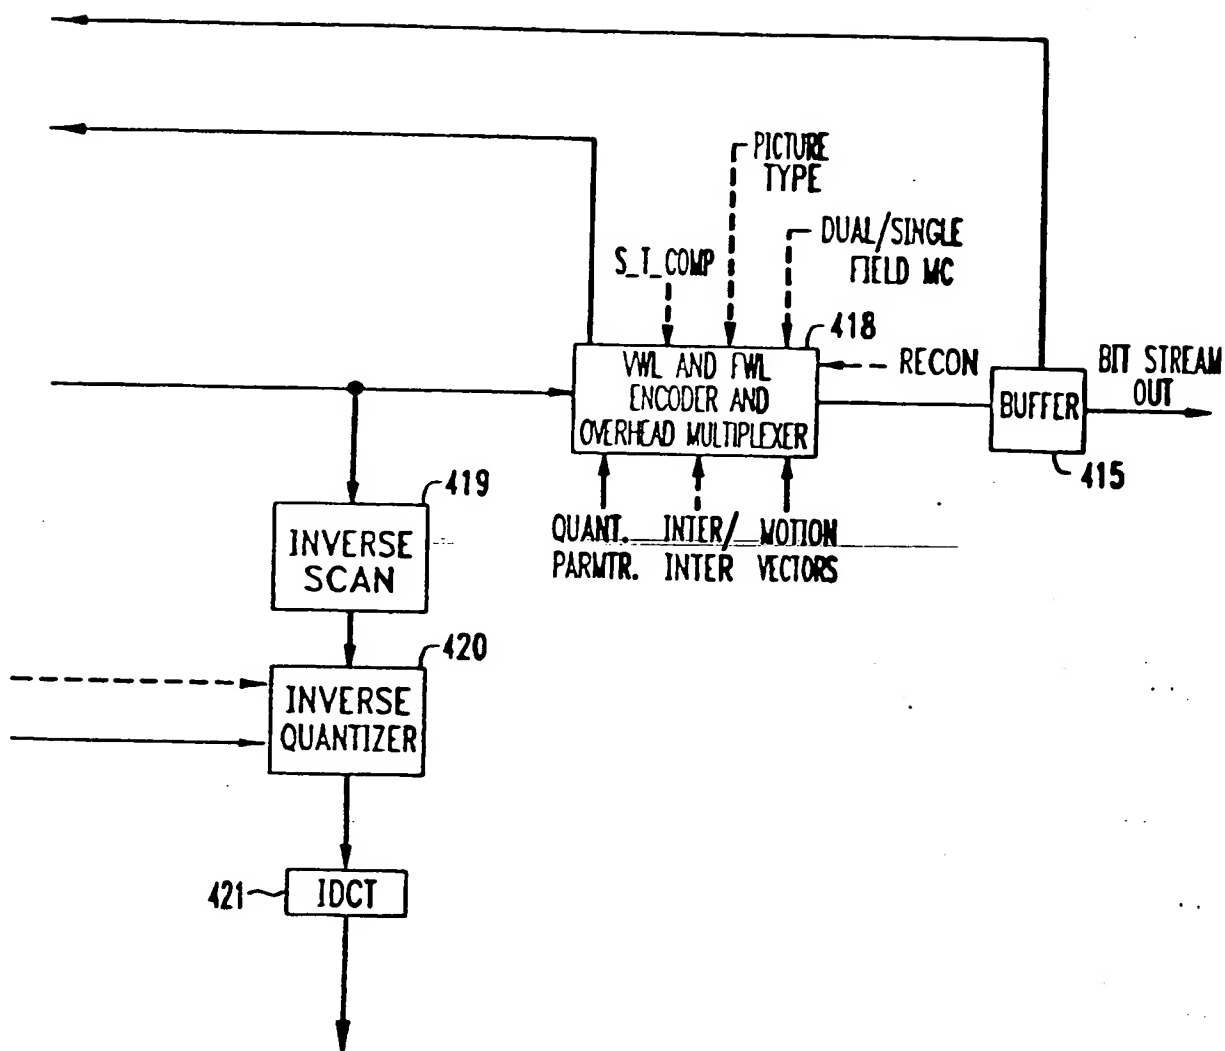 PICTURE
TYPE
DUAL/SINGLE
FIELD MC
S_T_COMP
418
VWL AND FWL
ENCODER AND
OVERHEAD MULTIPLEXER
RECON
BIT STREAM
OUT
BUFFER
415
419
INVERSE
SCAN
QUANT. INTER/ MOTION
PARMTR. INTER VECTORS
420
INVERSE
QUANTIZER
421
IDCT